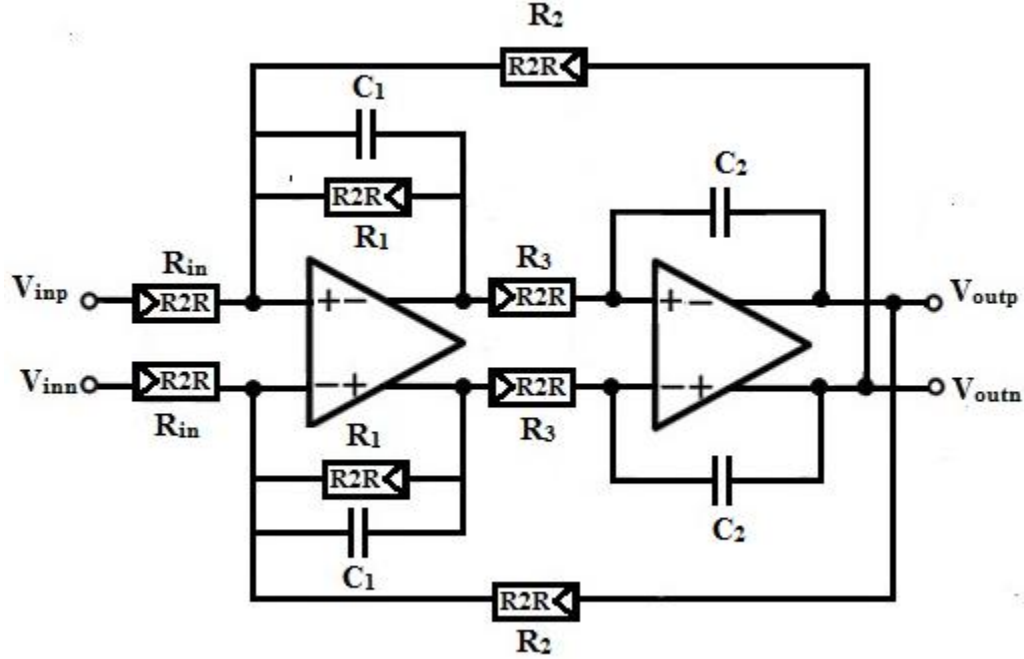 R2
R2R
C1
R2R
R1
C2
Rin
R3
Vinp
R2R
+ −
R2R
+ −
Voutp
Vinn
R2R
− +
R2R
− +
Voutn
Rin
R1
R3
R2R
C1
C2
R2R
R2